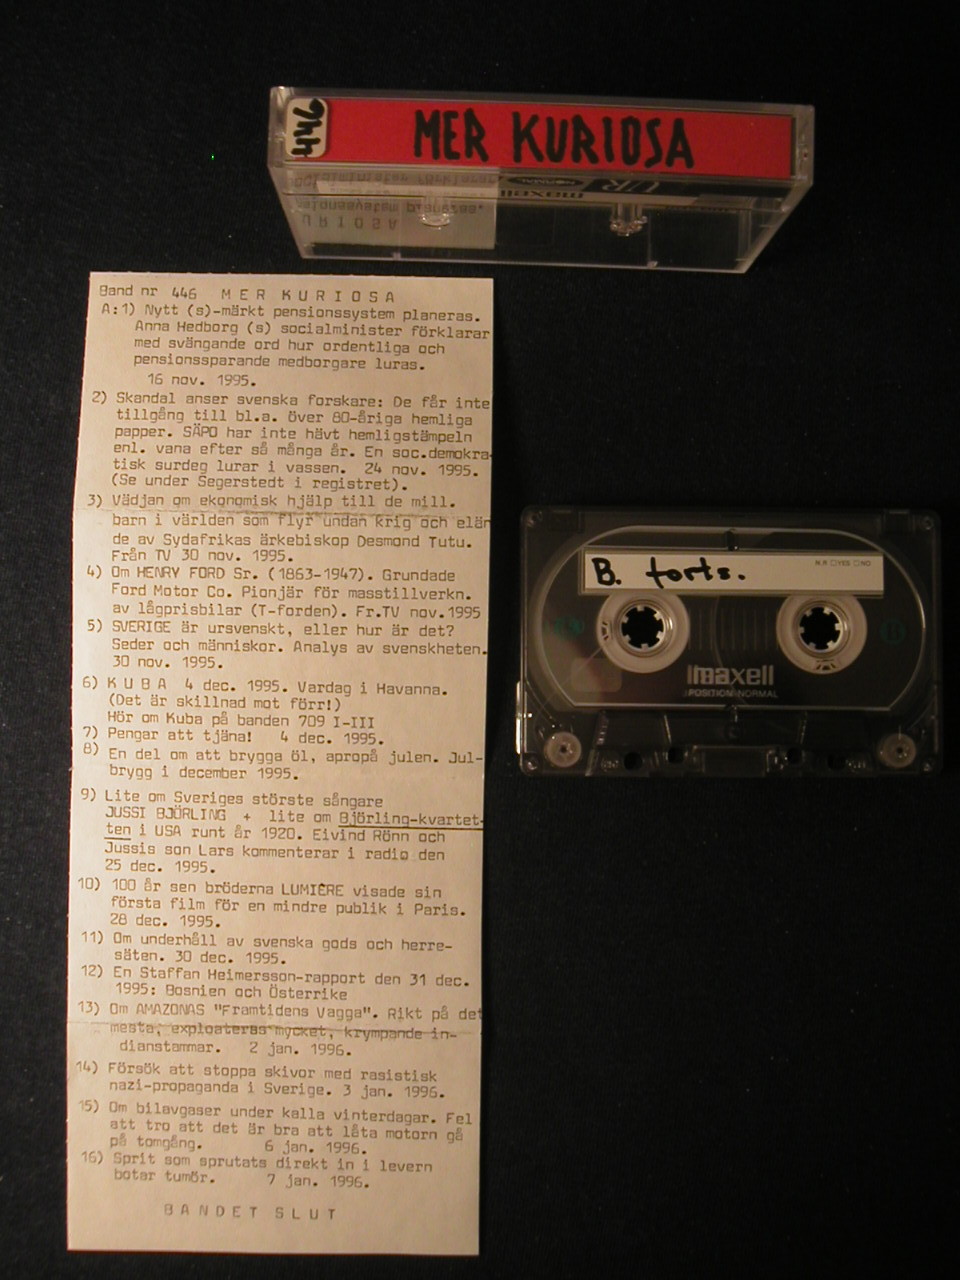 446
MER KURIOSA
Band nr 446 MER KURIOSA
A:1) Nytt (s)-märkt pensionssystem planeras.
Anna Hedborg (s) socialminister förklarar
med svängande ord hur ordentliga och
pensionssparande medborgare luras.
16 nov. 1995.
2) Skandal anser svenska forskare: De får inte
tillgång till bl.a. över 80-åriga hemliga
papper. SÄPO har inte hävt hemligstämpeln
enl. vana efter så många år. En soc.demokra-
tisk surdeg lurar i vassen. 24 nov. 1995.
(Se under Segerstedt i registret).
3) Vädjan om ekonomisk hjälp till de mill.
barn i världen som flyr undan krig och elän
de av Sydafrikas ärkebiskop Desmond Tutu.
Från TV 30 nov. 1995.
4) Om HENRY FORD Sr. (1863-1947). Grundade
Ford Motor Co. Pionjär för masstillverkn.
av lågprisbilar (T-forden). Fr.TV nov.1995
5) SVERIGE är ursvenskt, eller hur är det?
Seder och människor. Analys av svenskheten.
30 nov. 1995.
6) K U B A 4 dec. 1995. Vardag i Havanna.
(Det är skillnad mot förr!)
Hör om Kuba på banden 709 I-III
7) Pengar att tjäna! 4 dec. 1995.
8) En del om att brygga öl, apropå julen. Jul-
brygg i december 1995.
9) Lite om Sveriges störste sångare
JUSSI BJÖRLING + lite om Björling-kvartet-
ten i USA runt år 1920. Eivind Rönn och
Jussis son Lars kommenterar i radio den
25 dec. 1995.
10) 100 år sen bröderna LUMIÈRE visade sin
första film för en mindre publik i Paris.
28 dec. 1995.
11) Om underhåll av svenska gods och herre-
säten. 30 dec. 1995.
12) En Staffan Heimersson-rapport den 31 dec.
1995: Bosnien och Österrike
13) Om AMAZONAS "Framtidens Vagga". Rikt på det
mesta, exploateras mycket, krympande in-
dianstammar. 2 jan. 1996.
14) Försök att stoppa skivor med rasistisk
nazi-propaganda i Sverige. 3 jan. 1996.
15) Om bilavgaser under kalla vinterdagar. Fel
att tro att det är bra att låta motorn gå
på tomgång. 6 jan. 1996.
16) Sprit som sprutats direkt in i levern
botar tumör. 7 jan. 1996.
BANDET SLUT
B. forts.
N.R □YES □NO
maxell
POSITION NORMAL